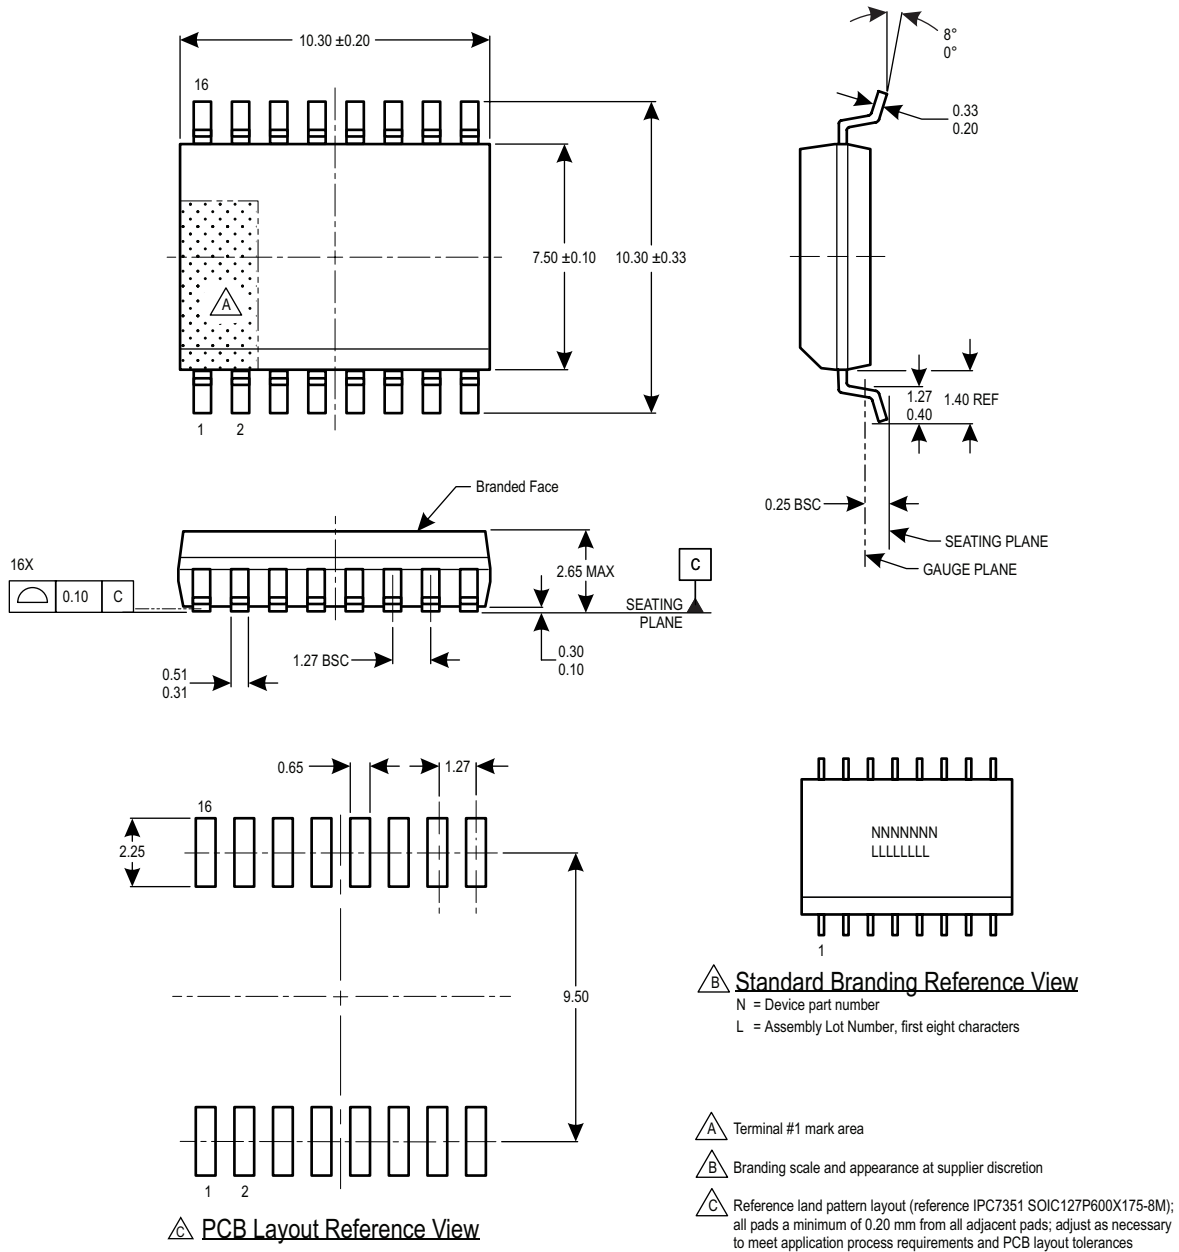 10.30 ±0.20
8°
0°
16
0.33
0.20
7.50 ±0.10
10.30 ±0.33
A
1 2
1.27
0.40
1.40 REF
0.25 BSC
SEATING PLANE
GAUGE PLANE
Branded Face
16X
0.10 C
2.65 MAX
C
SEATING
PLANE
0.51
0.31
1.27 BSC
0.30
0.10
0.65
1.27
16
2.25
9.50
1 2
C PCB Layout Reference View
NNNNNNN
LLLLLLLL
1
B Standard Branding Reference View
N = Device part number
L = Assembly Lot Number, first eight characters
A Terminal #1 mark area
B Branding scale and appearance at supplier discretion
C Reference land pattern layout (reference IPC7351 SOIC127P600X175-8M);
all pads a minimum of 0.20 mm from all adjacent pads; adjust as necessary
to meet application process requirements and PCB layout tolerances